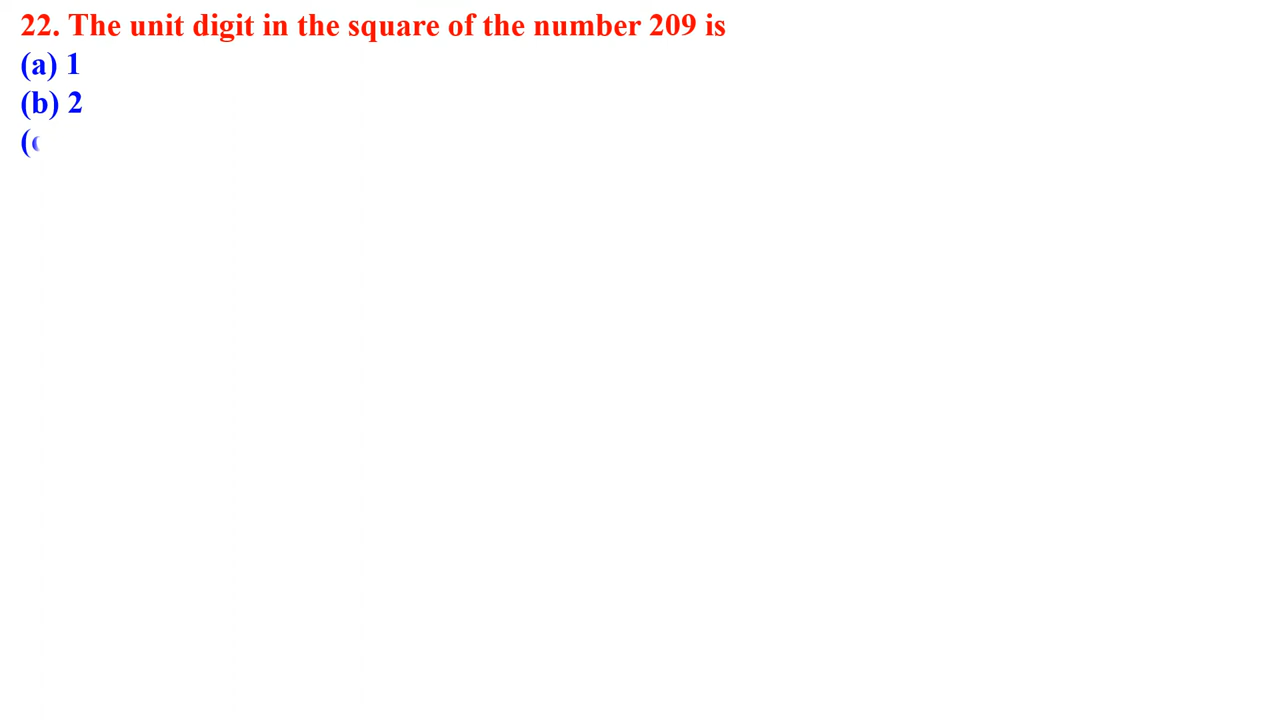 22. The unit digit in the square of the number 209 is
(a) 1
(b) 2
(